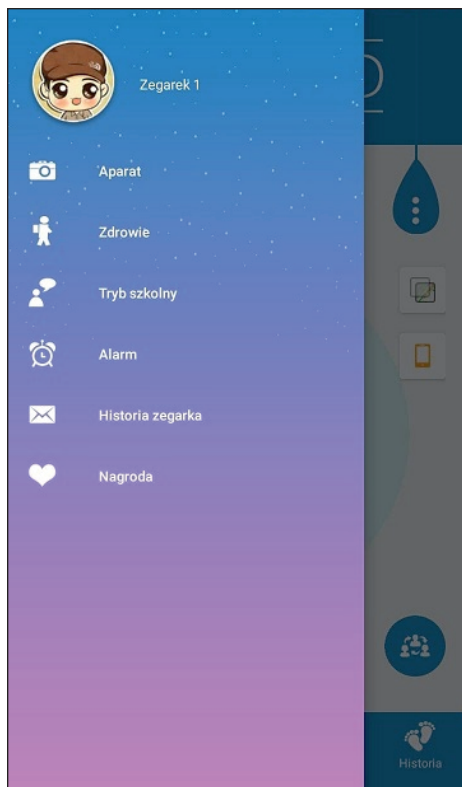 Zegarek 1
Aparat
Zdrowie
Tryb szkolny
Alarm
Historia zegarka
Nagroda
Historia